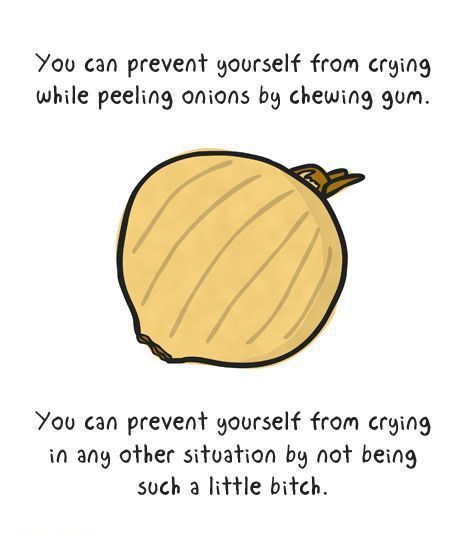 You can prevent yourself from crying
while peeling onions by chewing gum.
You can prevent yourself from crying
in any other situation by not being
such a little bitch.